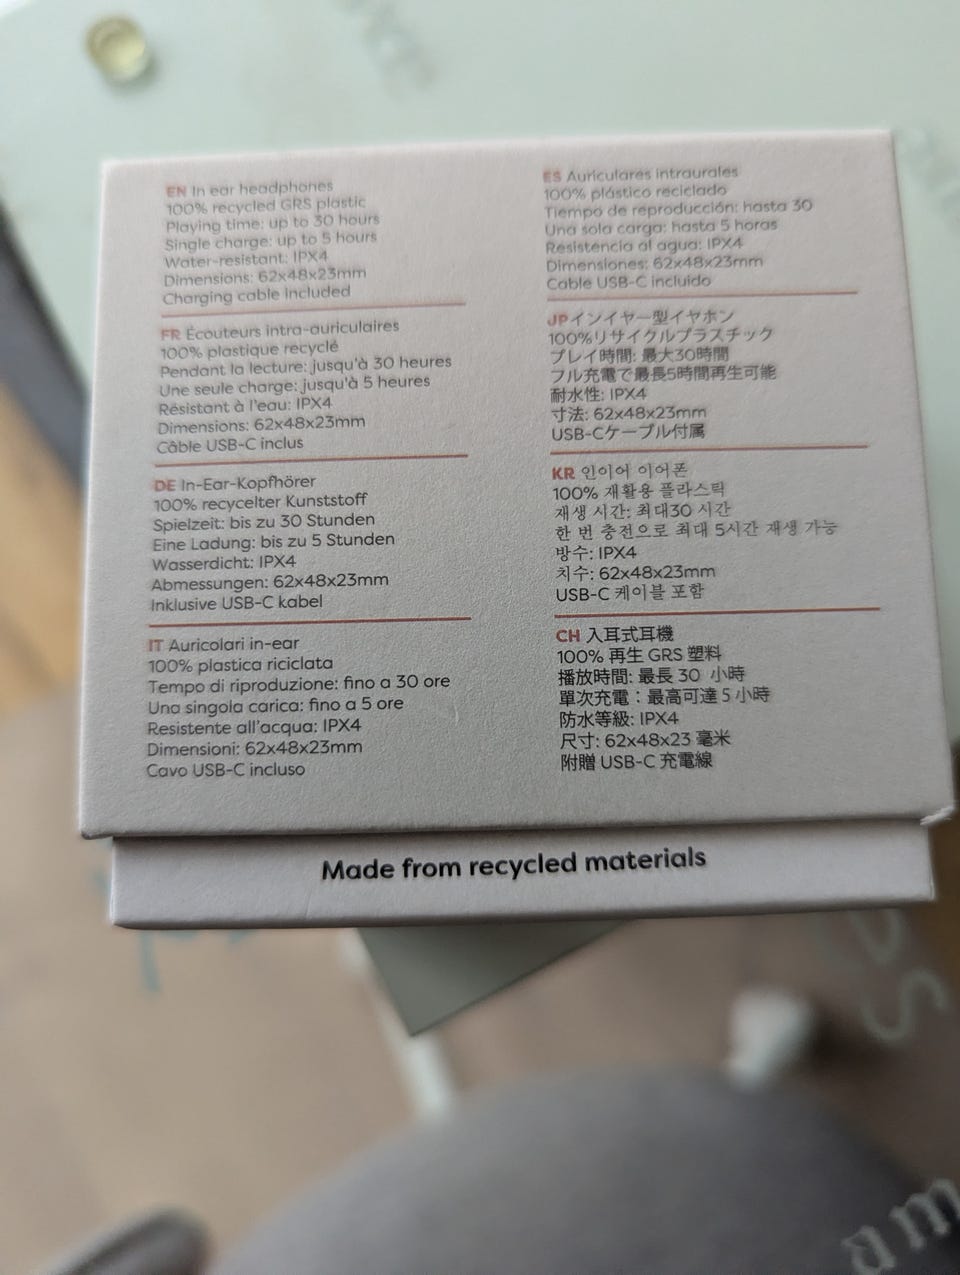 EN In ear headphones
100% recycled GRS plastic
Playing time: up to 30 hours
Single charge: up to 5 hours
Water-resistant: IPX4
Dimensions: 62x48x23mm
Charging cable included
FR Écouteurs intra-auriculaires
100% plastique recyclé
Pendant la lecture: jusqu'à 30 heures
Une seule charge: jusqu'à 5 heures
Résistant à l'eau: IPX4
Dimensions: 62x48x23mm
Câble USB-C inclus
DE In-Ear-Kopfhörer
100% recycelter Kunststoff
Spielzeit: bis zu 30 Stunden
Eine Ladung: bis zu 5 Stunden
Wasserdicht: IPX4
Abmessungen: 62x48x23mm
Inklusive USB-C kabel
IT Auricolari in-ear
100% plastica riciclata
Tempo di riproduzione: fino a 30 ore
Una singola carica: fino a 5 ore
Resistente all'acqua: IPX4
Dimensioni: 62x48x23mm
Cavo USB-C incluso
ES Auriculares intraurales
100% plástico reciclado
Tiempo de reproducción: hasta 30
Una sola carga: hasta 5 horas
Resistencia al agua: IPX4
Dimensiones: 62x48x23mm
Cable USB-C incluido
JPインイヤー型イヤホン
100%リサイクルプラスチック
プレイ時間: 最大30時間
フル充電で最長5時間再生可能
耐水性: IPX4
寸法: 62x48x23mm
USB-Cケーブル付属
KR 인이어 이어폰
100% 재활용 플라스틱
재생 시간: 최대30 시간
한 번 충전으로 최대 5시간 재생 가능
방수: IPX4
치수: 62x48x23mm
USB-C 케이블 포함
CH 入耳式耳機
100% 再生 GRS 塑料
播放時間: 最長 30 小時
單次充電：最高可達 5 小時
防水等級: IPX4
尺寸: 62x48x23 毫米
附贈 USB-C 充電線
Made from recycled materials
am